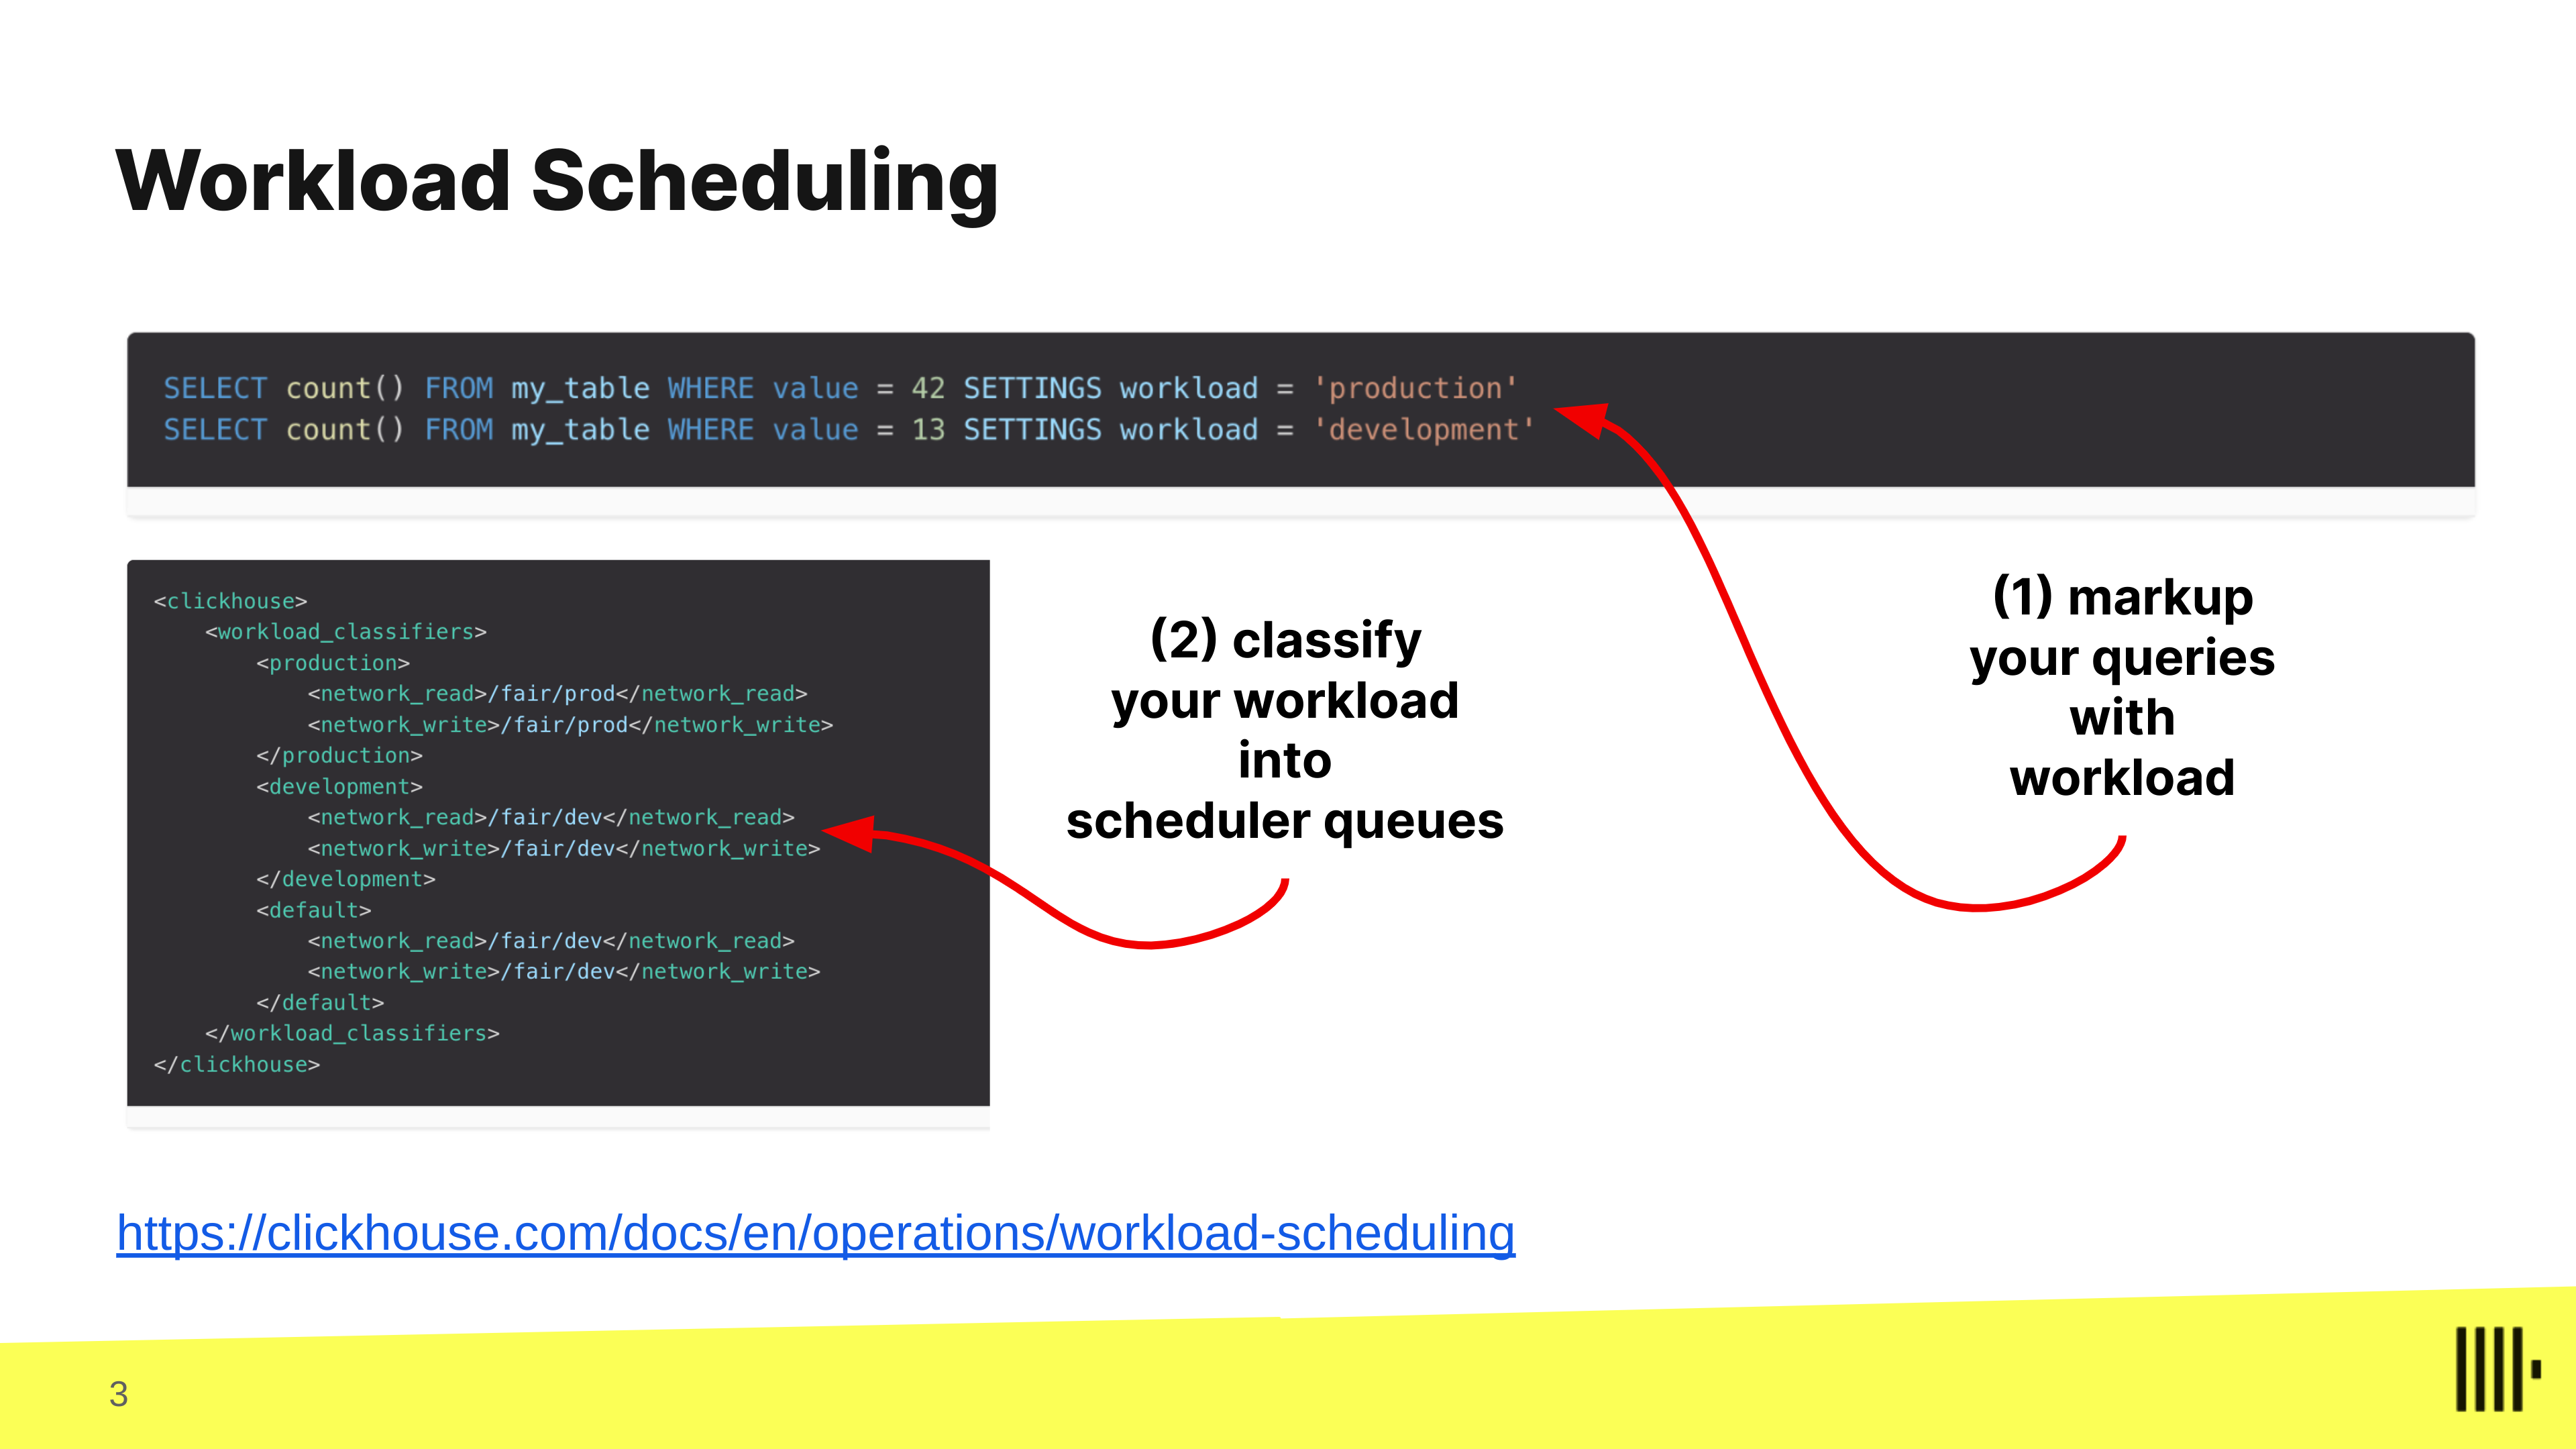 Workload Scheduling
SELECT count() FROM my_table WHERE value = 42 SETTINGS workload = 'production'
SELECT count() FROM my_table WHERE value = 13 SETTINGS workload = 'development'
<clickhouse>
    <workload_classifiers>
        <production>
            <network_read>/fair/prod</network_read>
            <network_write>/fair/prod</network_write>
        </production>
        <development>
            <network_read>/fair/dev</network_read>
            <network_write>/fair/dev</network_write>
        </development>
        <default>
            <network_read>/fair/dev</network_read>
            <network_write>/fair/dev</network_write>
        </default>
    </workload_classifiers>
</clickhouse>
(2) classify
your workload
into
scheduler queues
(1) markup
your queries
with
workload
https://clickhouse.com/docs/en/operations/workload-scheduling
3